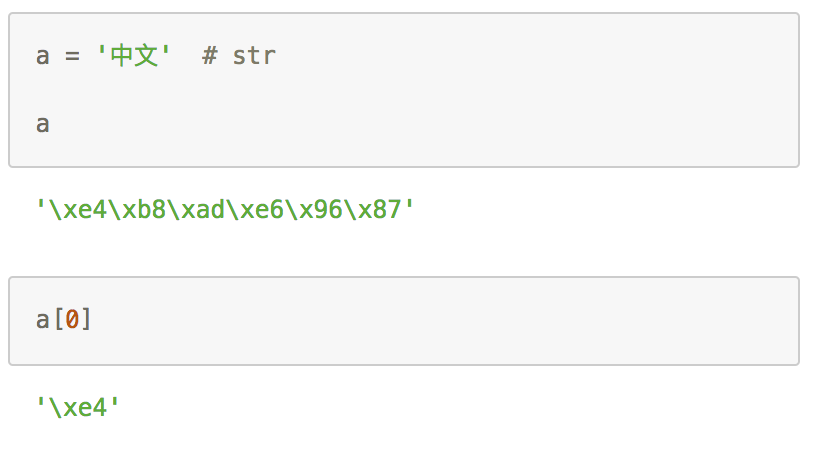 a = '中文'  # str
a
'\xe4\xb8\xad\xe6\x96\x87'
a[0]
'\xe4'